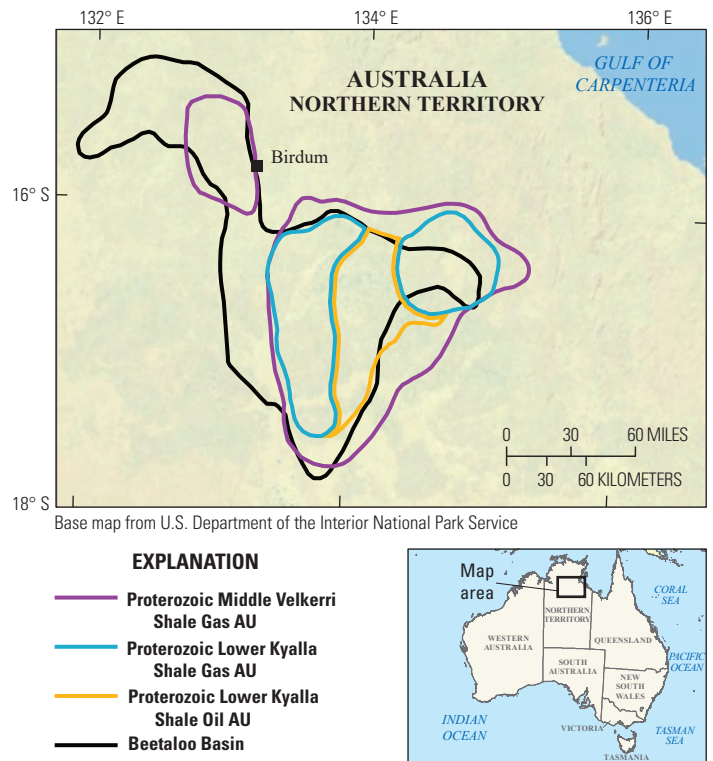 132° E
134° E
136° E
GULF OF
CARPENTERIA
AUSTRALIA
NORTHERN TERRITORY
Birdum
16° S
0
30
60 MILES
0
30
60 KILOMETERS
18° S
Base map from U.S. Department of the Interior National Park Service
EXPLANATION
Proterozoic Middle Velkerri
Shale Gas AU
Proterozoic Lower Kyalla
Shale Gas AU
Proterozoic Lower Kyalla
Shale Oil AU
Beetaloo Basin
Map
area
CORAL
SEA
NORTHERN
TERRITORY
WESTERN
AUSTRALIA
QUEENSLAND
PACIFIC
OCEAN
SOUTH
AUSTRALIA
NEW
SOUTH
WALES
INDIAN
OCEAN
VICTORIA
TASMAN
SEA
TASMANIA